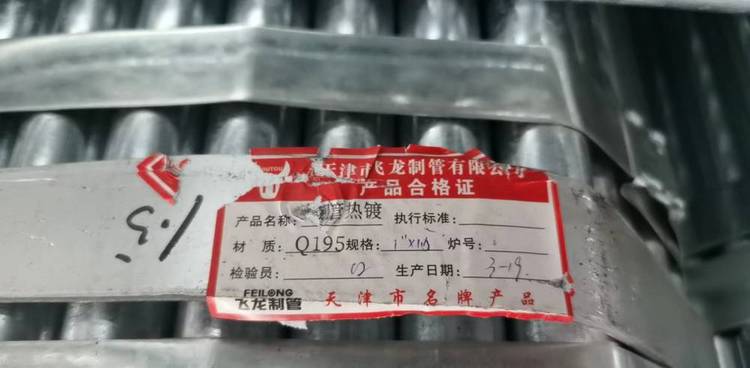 天津市飞龙制管有限公司
产品合格证
产品名称: 热镀 执行标准:
材 质: Q195 规格: 炉号:
检验员: 02 生产日期: 3-19
FEILONG
飞龙制管 天津市名牌产品
1.5